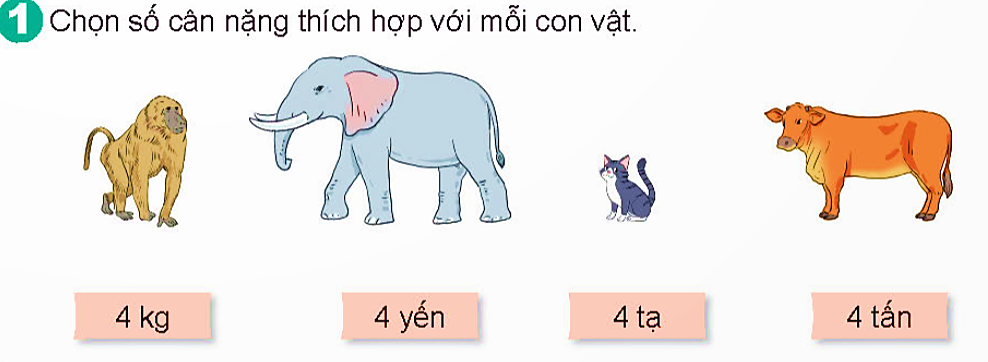 1 Chọn số cân nặng thích hợp với mỗi con vật.
4 kg
4 yến
4 tạ
4 tấn